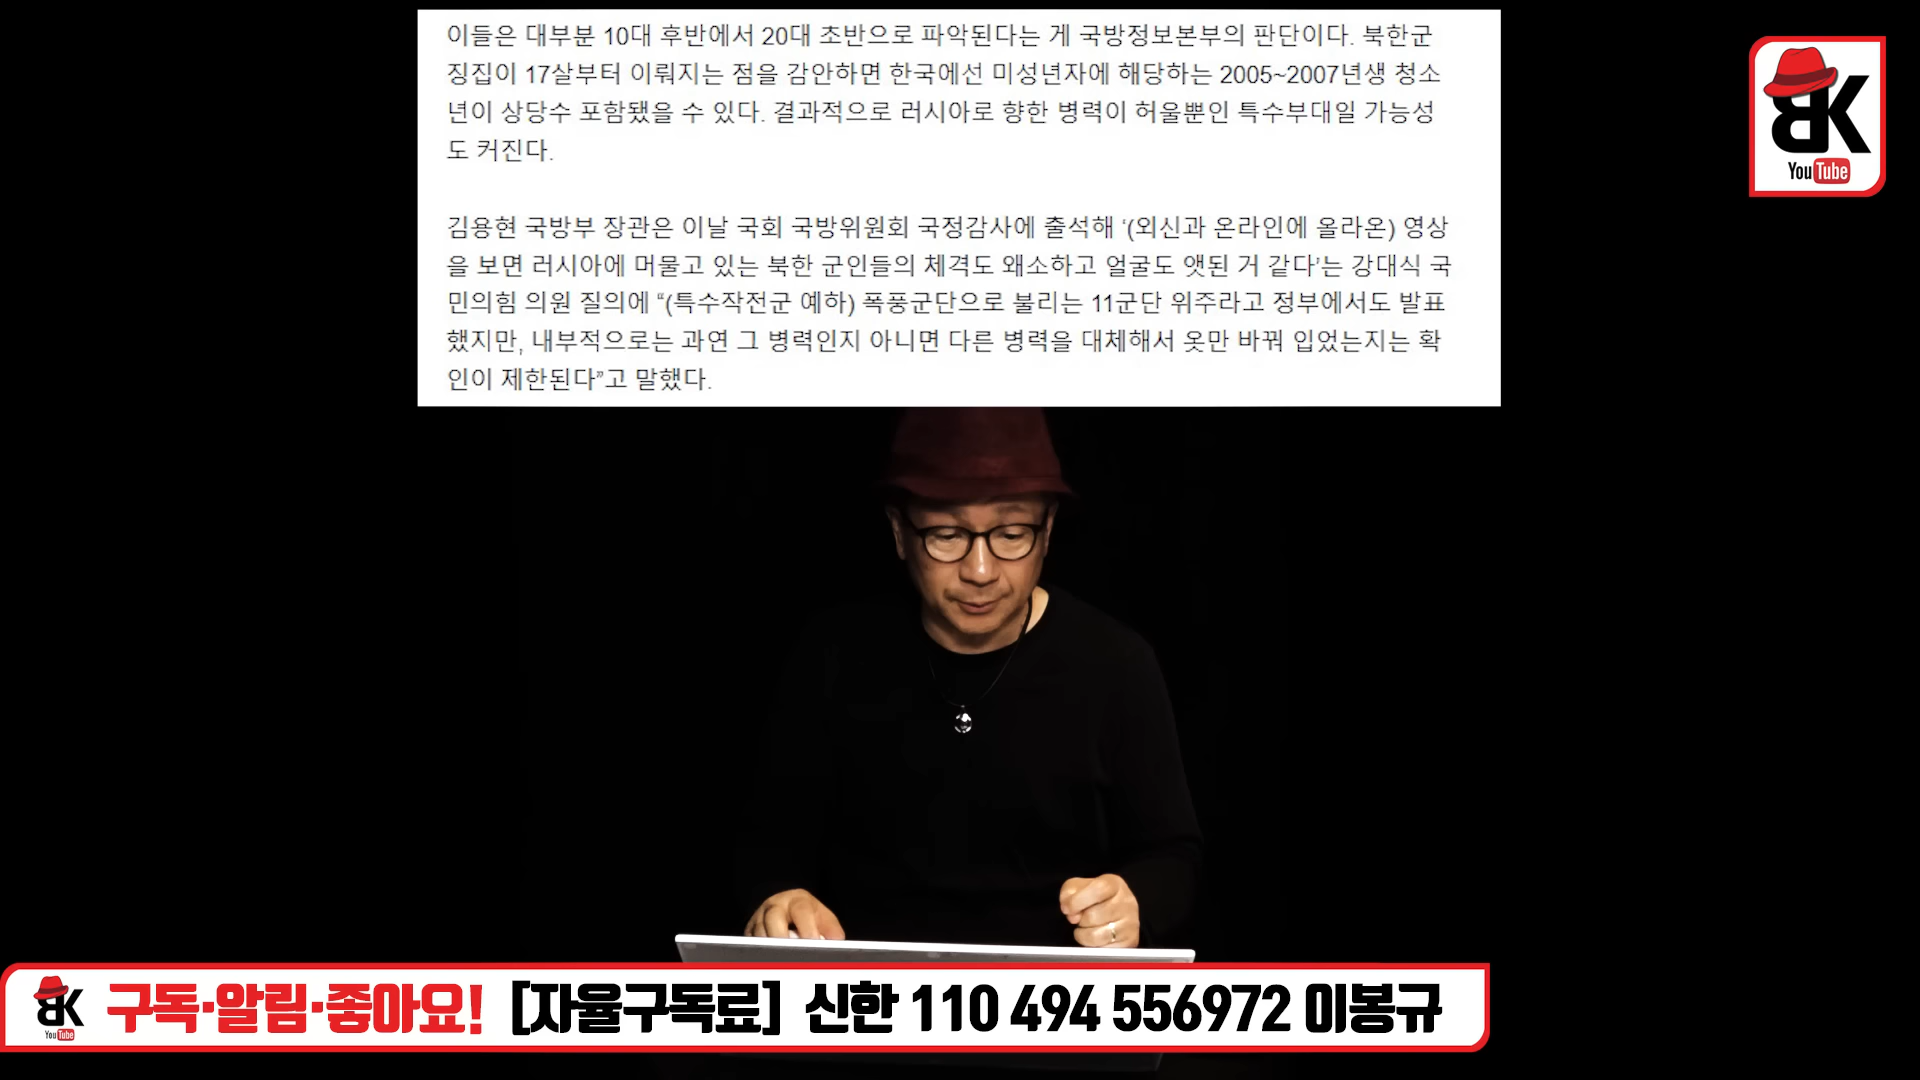 이들은 대부분 10대 후반에서 20대 초반으로 파악된다는 게 국방정보본부의 판단이다. 북한군
징집이 17살부터 이뤄지는 점을 감안하면 한국에선 미성년자에 해당하는 2005~2007년생 청소
년이 상당수 포함됐을 수 있다. 결과적으로 러시아로 향한 병력이 허울뿐인 특수부대일 가능성
도 커진다.
김용현 국방부 장관은 이날 국회 국방위원회 국정감사에 출석해 ‘(외신과 온라인에 올라온) 영상
을 보면 러시아에 머물고 있는 북한 군인들의 체격도 왜소하고 얼굴도 앳된 거 같다’는 강대식 국
민의힘 의원 질의에 “(특수작전군 예하) 폭풍군단으로 불리는 11군단 위주라고 정부에서도 발표
했지만, 내부적으로는 과연 그 병력인지 아니면 다른 병력을 대체해서 옷만 바꿔 입었는지는 확
인이 제한된다”고 말했다.
BK
YouTube
BK
YouTube
구독·알림·좋아요! [자율구독료] 신한 110 494 556972 이봉규